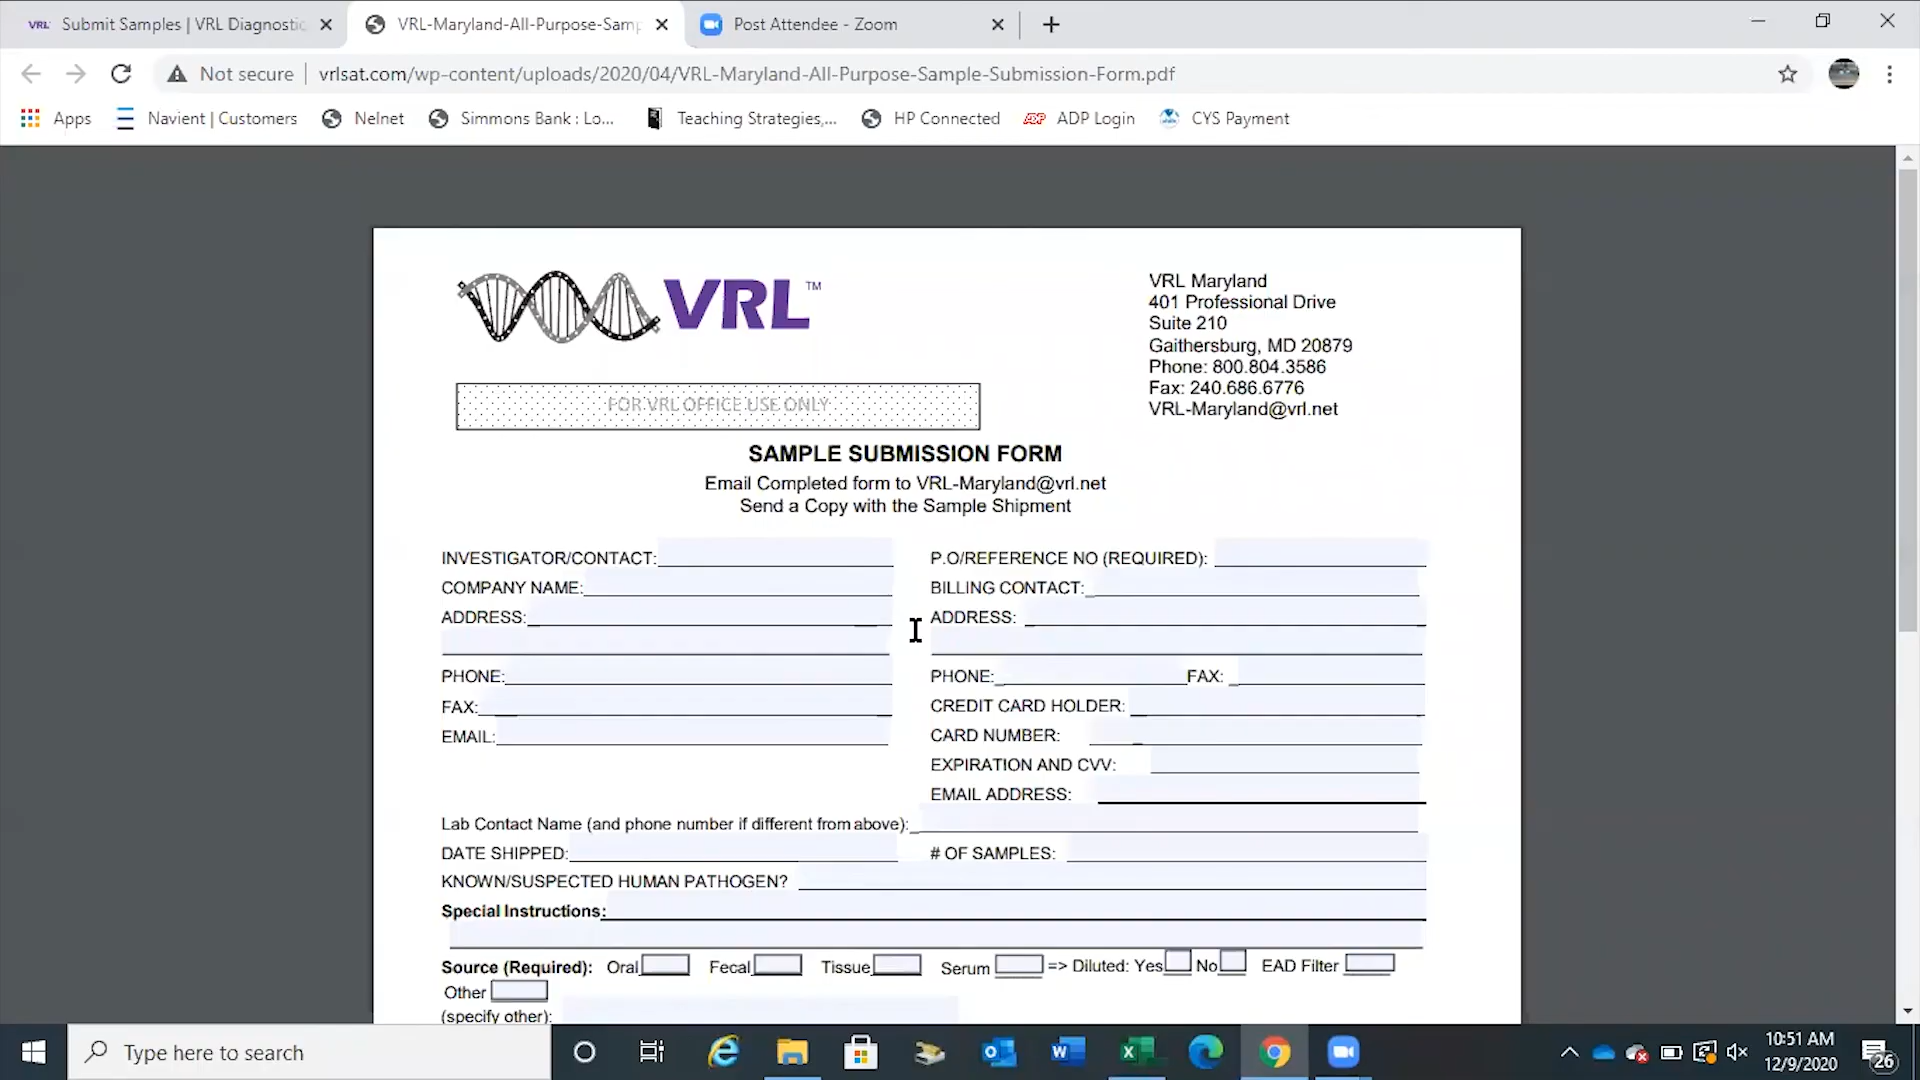 VRL Submit Samples | VRL Diagnostic
VRL-Maryland-All-Purpose-Samp
Post Attendee - Zoom
Not secure
vrlsat.com/wp-content/uploads/2020/04/VRL-Maryland-All-Purpose-Sample-Submission-Form.pdf
Apps Navient | Customers Nelnet Simmons Bank : Lo... Teaching Strategies,... HP Connected ADP ADP Login CYS Payment
VRL™
VRL Maryland
401 Professional Drive
Suite 210
Gaithersburg, MD 20879
Phone: 800.804.3586
Fax: 240.686.6776
VRL-Maryland@vrl.net
FOR VRL OFFICE USE ONLY
SAMPLE SUBMISSION FORM
Email Completed form to VRL-Maryland@vrl.net
Send a Copy with the Sample Shipment
INVESTIGATOR/CONTACT:
COMPANY NAME:
ADDRESS:
PHONE:
FAX:
EMAIL:
P.O/REFERENCE NO (REQUIRED):
BILLING CONTACT:
ADDRESS:
PHONE: FAX:
CREDIT CARD HOLDER:
CARD NUMBER:
EXPIRATION AND CVV:
EMAIL ADDRESS:
Lab Contact Name (and phone number if different from above):
DATE SHIPPED: # OF SAMPLES:
KNOWN/SUSPECTED HUMAN PATHOGEN?
Special Instructions:
Source (Required): Oral Fecal Tissue Serum => Diluted: Yes No EAD Filter
Other
(specify other):
Type here to search
10:51 AM
12/9/2020
26